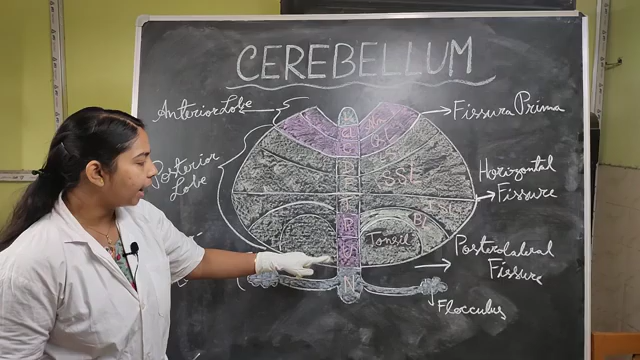 CEREBELLUM
Anterior Lobe
Fissura Prima
Posterior
Lobe
SSL
Horizontal
Fissure
Tonsil
Posterolateral
Fissure
P
U
N
Flocculus